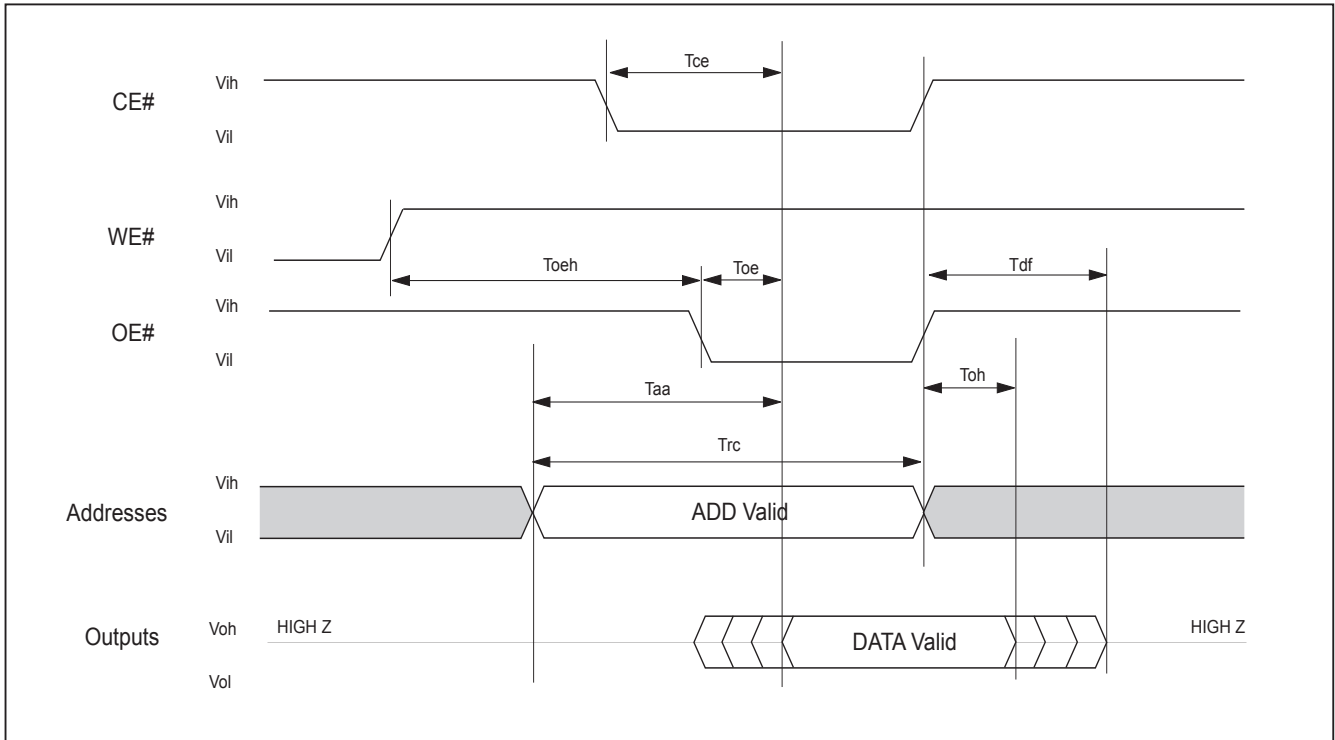 Tce
CE#
Vih
Vil
WE#
Vih
Vil
Toeh
Toe
Tdf
OE#
Vih
Vil
Toh
Taa
Trc
Addresses
Vih
Vil
ADD Valid
Outputs
Voh
Vol
HIGH Z
DATA Valid
HIGH Z